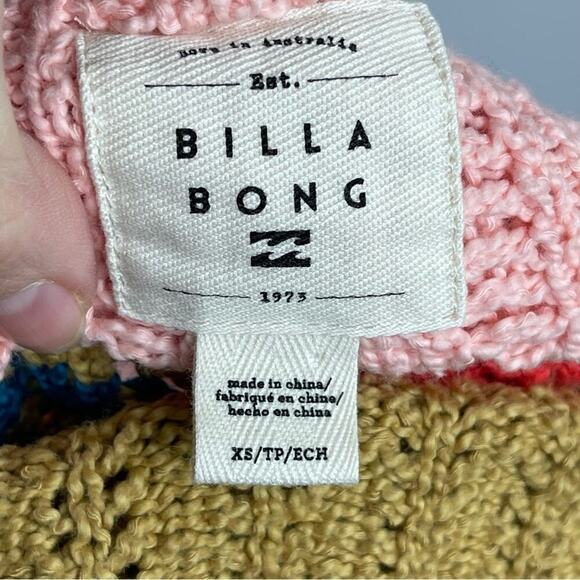 Born in Australia
Est.
BILLA
BONG
1973
made in china/
fabriqué en chine/
hecho en china
XS/TP/ECH